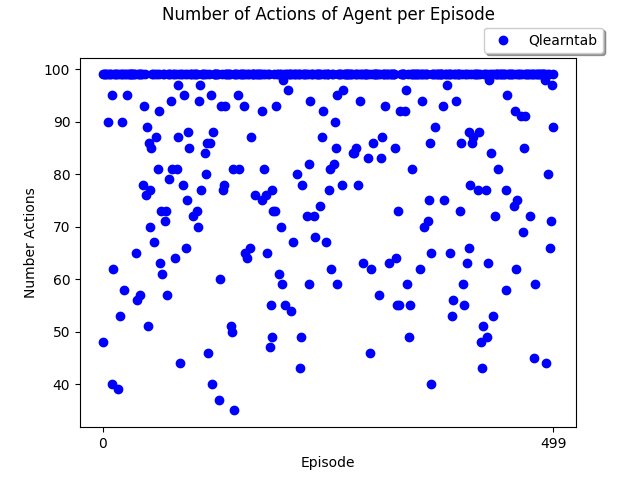 Number of Actions of Agent per Episode
Qlearntab
100
90
80
70
60
50
40
Number Actions
0
499
Episode